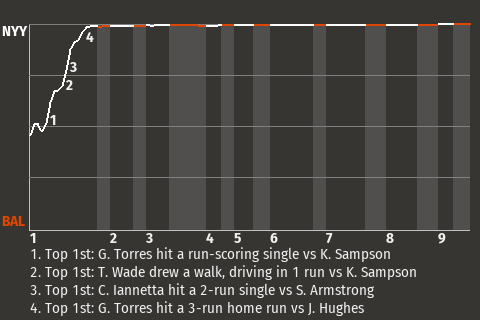 NYY
4
3
2
1
BAL
1 2 3 4 5 6 7 8 9
1. Top 1st: G. Torres hit a run-scoring single vs K. Sampson
2. Top 1st: T. Wade drew a walk, driving in 1 run vs K. Sampson
3. Top 1st: C. Iannetta hit a 2-run single vs S. Armstrong
4. Top 1st: G. Torres hit a 3-run home run vs J. Hughes